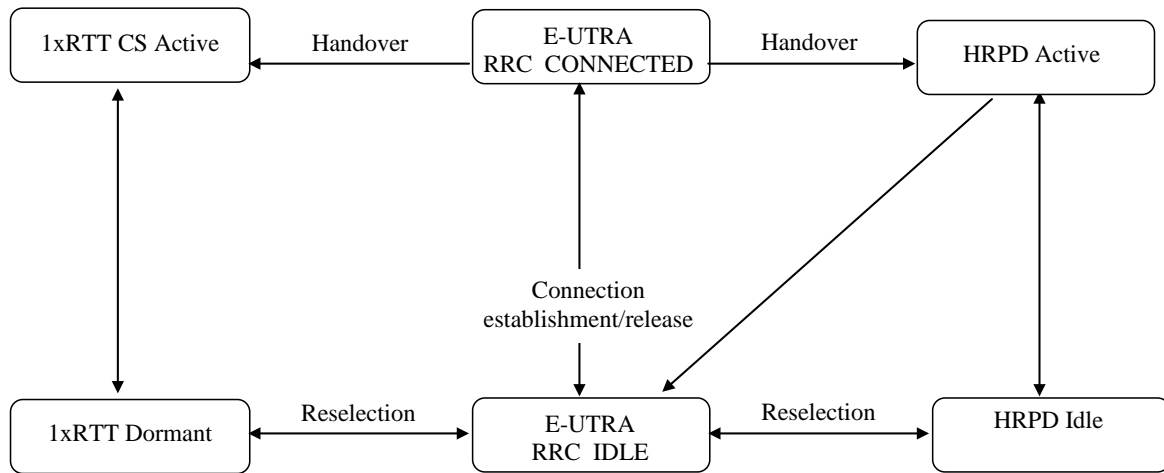 1xRTT CS Active
Handover
E-UTRA
RRC CONNECTED
Handover
HRPD Active
Connection
establishment/release
1xRTT Dormant
Reselection
E-UTRA
RRC IDLE
Reselection
HRPD Idle